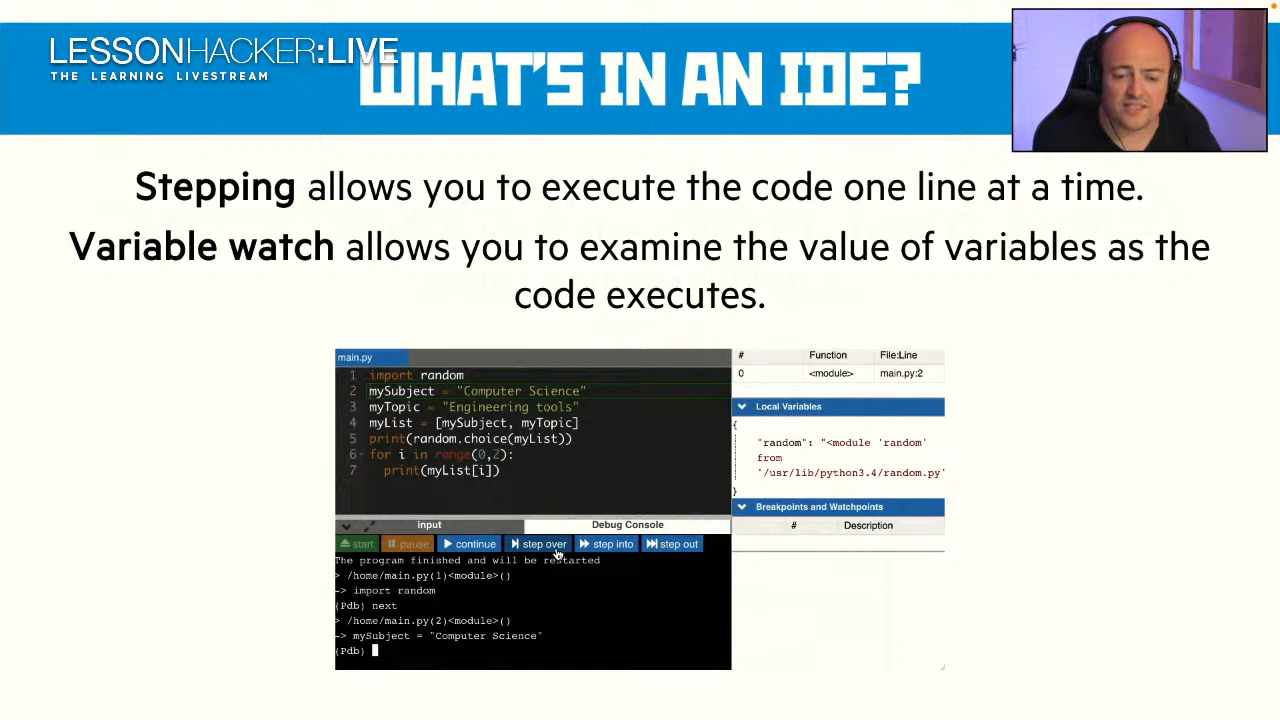 LESSONHACKER:LIVE
THE LEARNING LIVESTREAM
WHAT'S IN AN IDE?
Stepping allows you to execute the code one line at a time.
Variable watch allows you to examine the value of variables as the
code executes.
main.py
1 import random
2 mySubject = "Computer Science"
3 myTopic = "Engineering tools"
4 myList = [mySubject, myTopic]
5 print(random.choice(myList))
6 for i in range(0,2):
7 print(myList[i])
# Function File:Line
0 <module> main.py:2
Local Variables
{
"random": "<module 'random'
from
'/usr/lib/python3.4/random.py'
}
Breakpoints and Watchpoints
# Description
input Debug Console
start pause continue step over step into step out
The program finished and will be restarted
> /home/main.py(1)<module>()
-> import random
(Pdb) next
> /home/main.py(2)<module>()
-> mySubject = "Computer Science"
(Pdb)